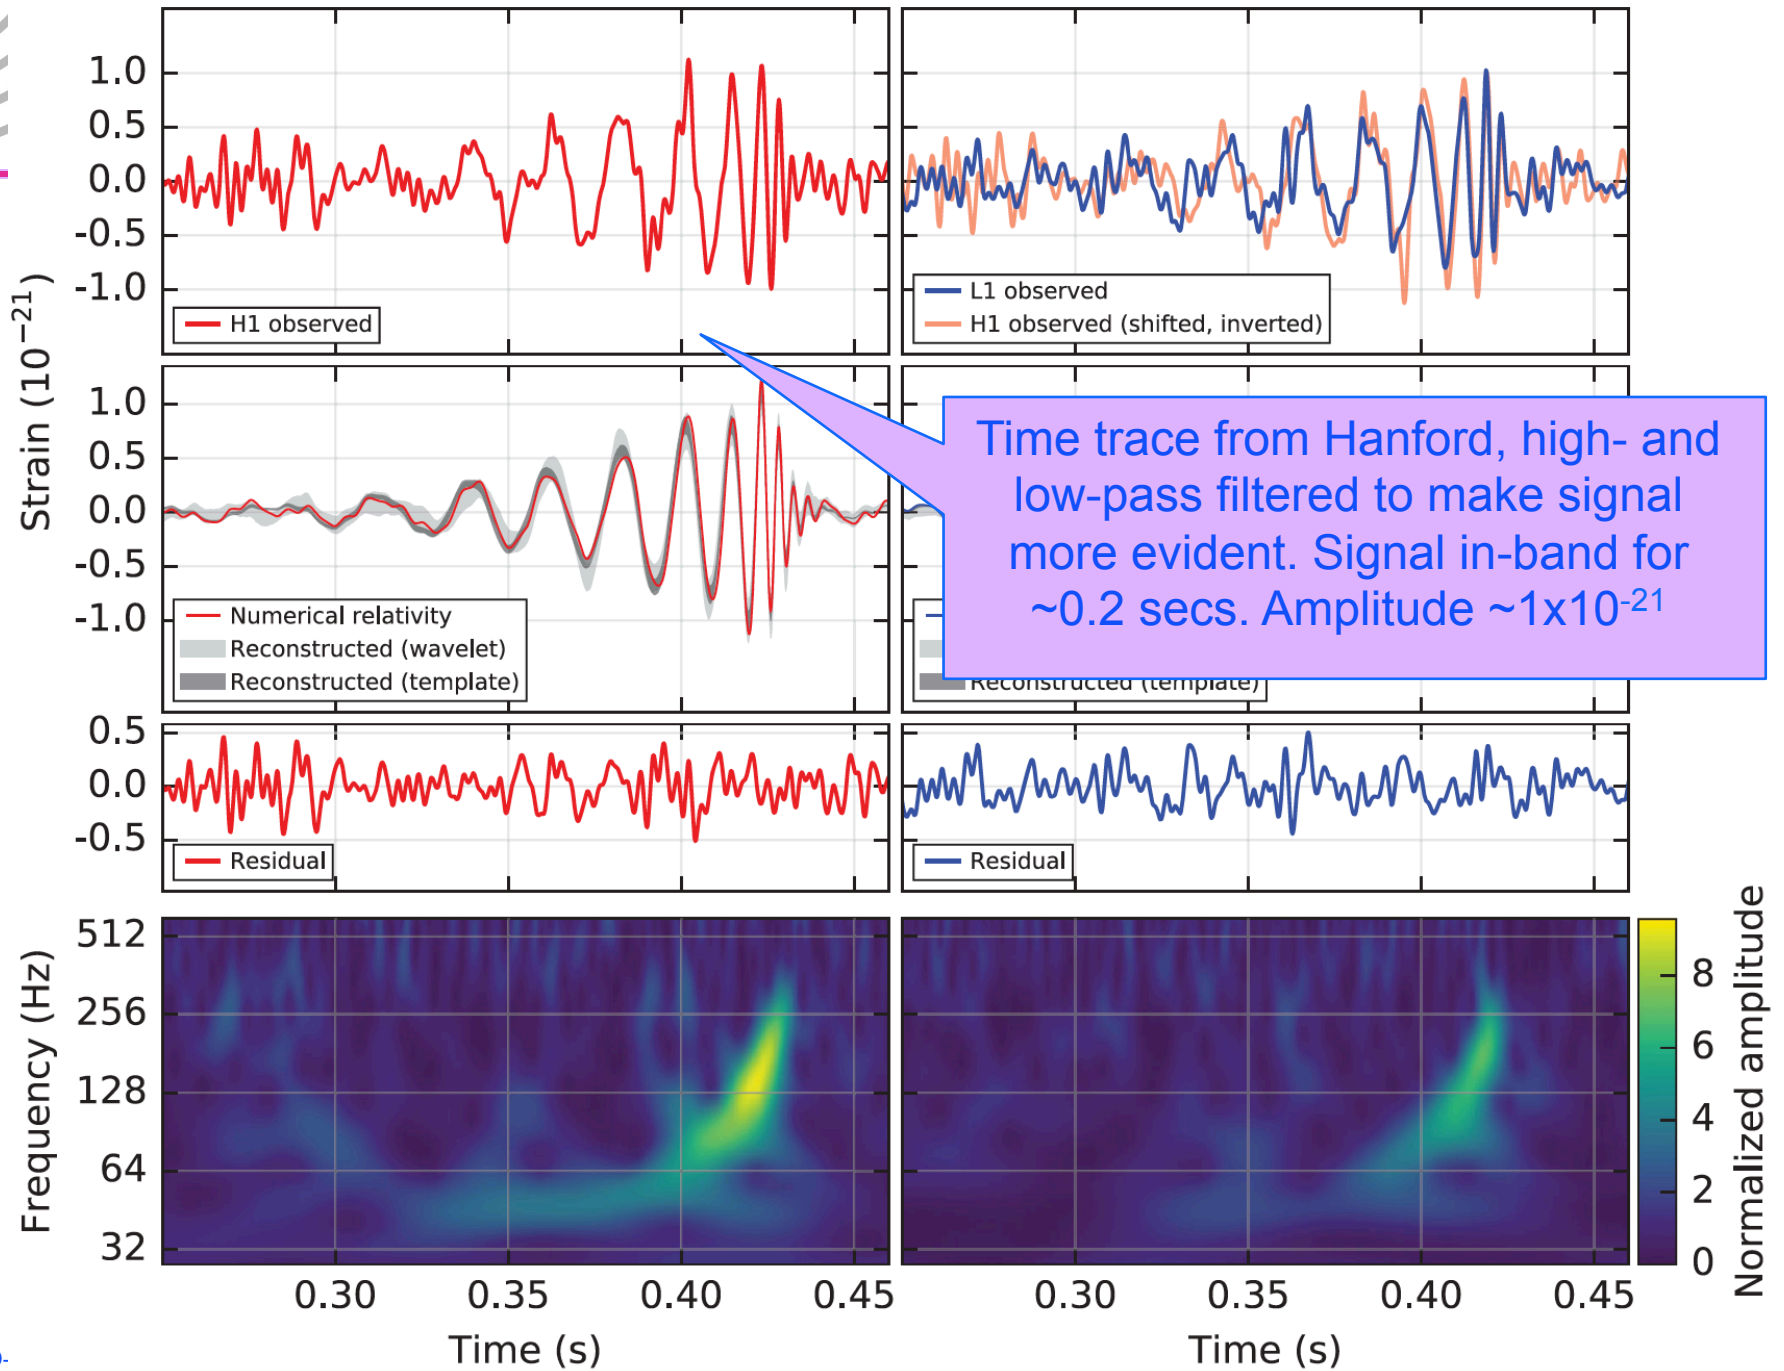 1.0
0.5
0.0
-0.5
-1.0
H1 observed
L1 observed
H1 observed (shifted, inverted)
Strain (10⁻²¹)
1.0
0.5
0.0
-0.5
-1.0
Numerical relativity
Reconstructed (wavelet)
Reconstructed (template)
Time trace from Hanford, high- and
low-pass filtered to make signal
more evident. Signal in-band for
~0.2 secs. Amplitude ~1x10⁻²¹
Reconstructed (template)
0.5
0.0
-0.5
Residual
Residual
Frequency (Hz)
512
256
128
64
32
0.30 0.35 0.40 0.45
Time (s)
0.30 0.35 0.40 0.45
Time (s)
8
6
4
2
0
Normalized amplitude